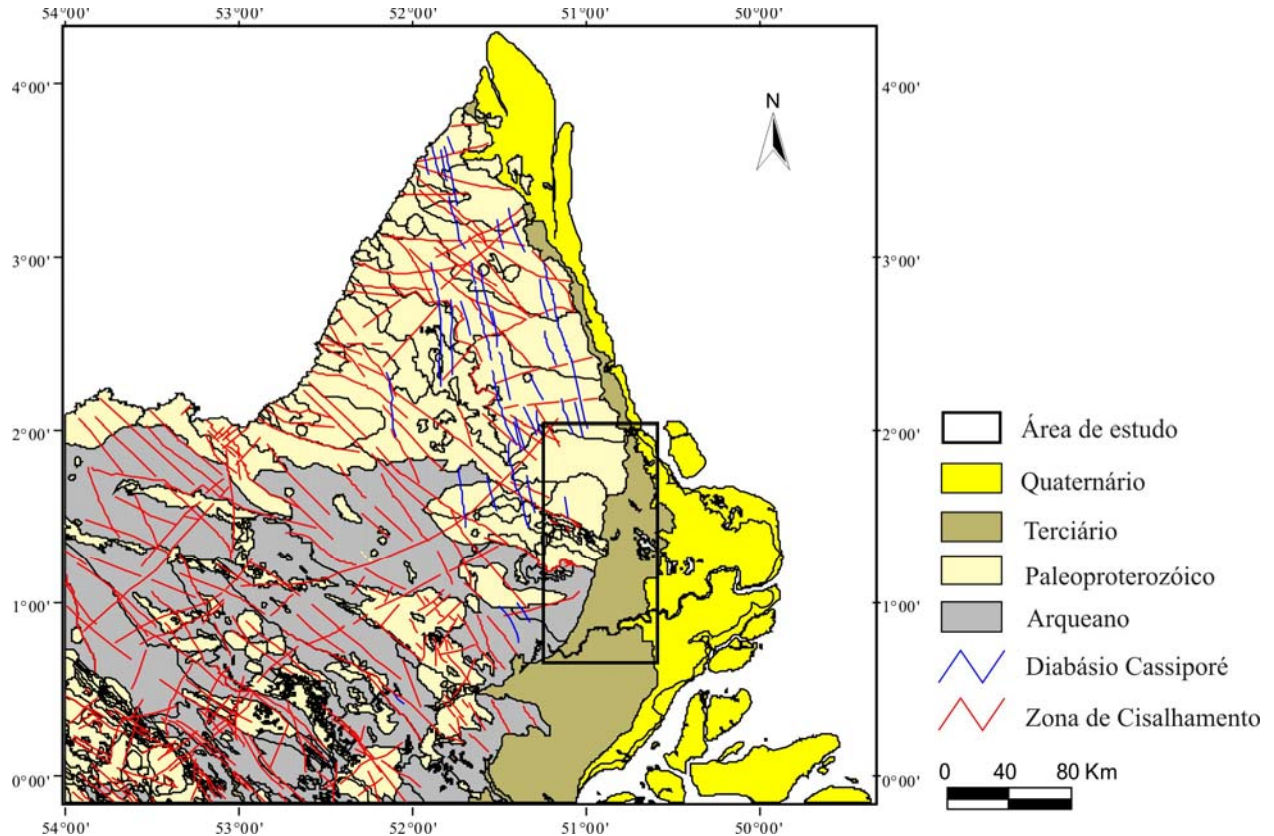 54°00' 53°00' 52°00' 51°00' 50°00'
4°00' 4°00'
N
3°00' 3°00'
2°00' 2°00'
1°00' 1°00'
0°00' 0°00'
54°00' 53°00' 52°00' 51°00' 50°00'
Área de estudo
Quaternário
Terciário
Paleoproterozóico
Arqueano
Diabásio Cassiporé
Zona de Cisalhamento
0 40 80 Km